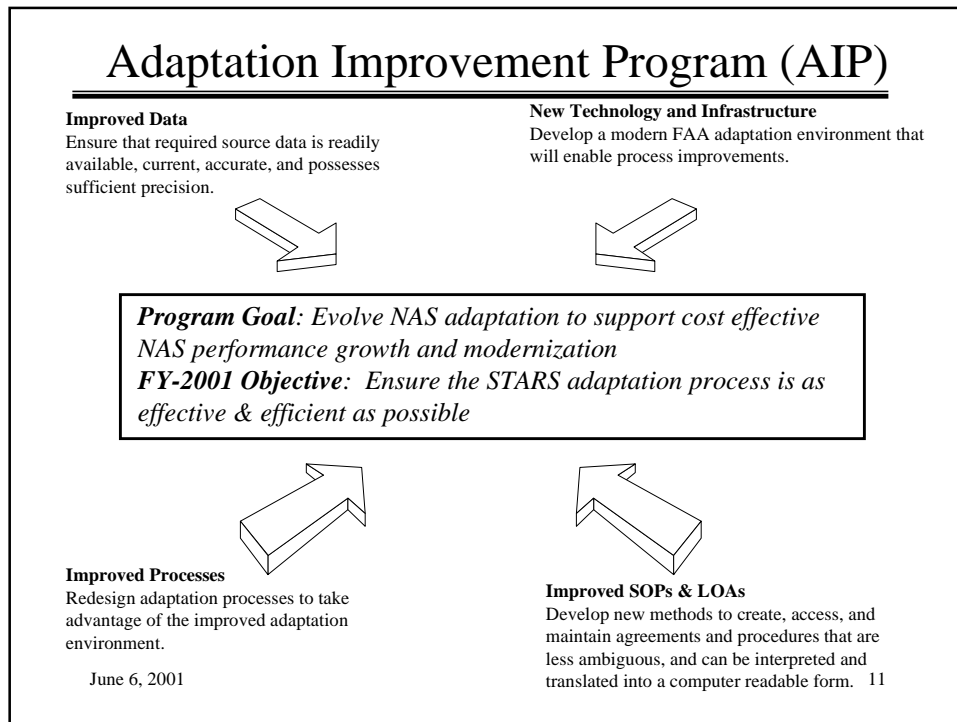 Adaptation Improvement Program (AIP)
Improved Data
Ensure that required source data is readily
available, current, accurate, and possesses
sufficient precision.
New Technology and Infrastructure
Develop a modern FAA adaptation environment that
will enable process improvements.
Program Goal: Evolve NAS adaptation to support cost effective
NAS performance growth and modernization
FY-2001 Objective:  Ensure the STARS adaptation process is as
effective & efficient as possible
Improved Processes
Redesign adaptation processes to take
advantage of the improved adaptation
environment.
Improved SOPs & LOAs
Develop new methods to create, access, and
maintain agreements and procedures that are
less ambiguous, and can be interpreted and
translated into a computer readable form.
June 6, 2001
11